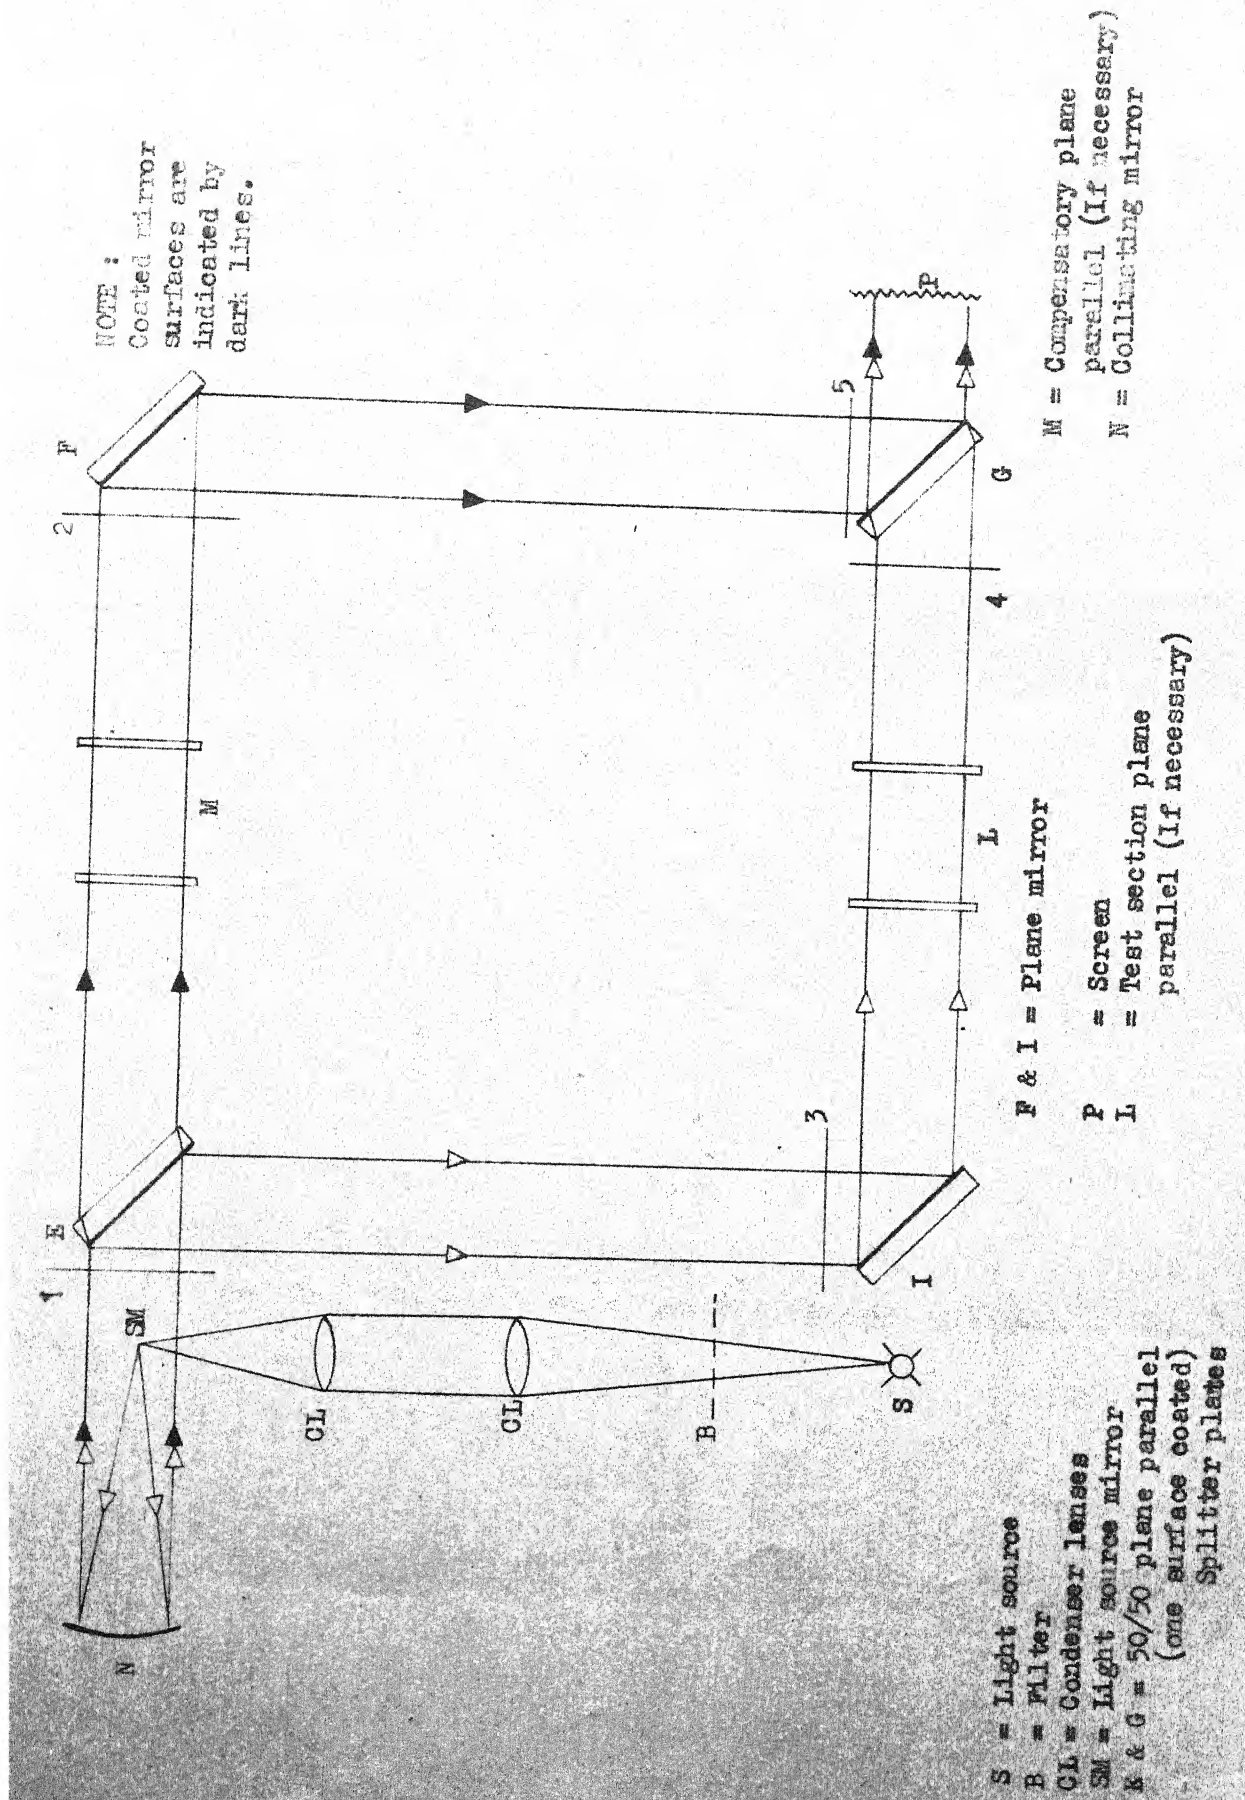 NOTE :
Coated mirror
surfaces are
indicated by
dark lines.
1
E
2
F
SM
N
M
CL
CL
B
S
3
I
L
4
G
5
P
S = Light source
B = Filter
CL = Condenser lenses
SM = Light source mirror
E & G = 50/50 plane parallel
(one surface coated)
Splitter plates
F & I = Plane mirror
P = Screen
L = Test section plane
parallel (If necessary)
M = Compensatory plane
parallel (If necessary)
N = Collimating mirror